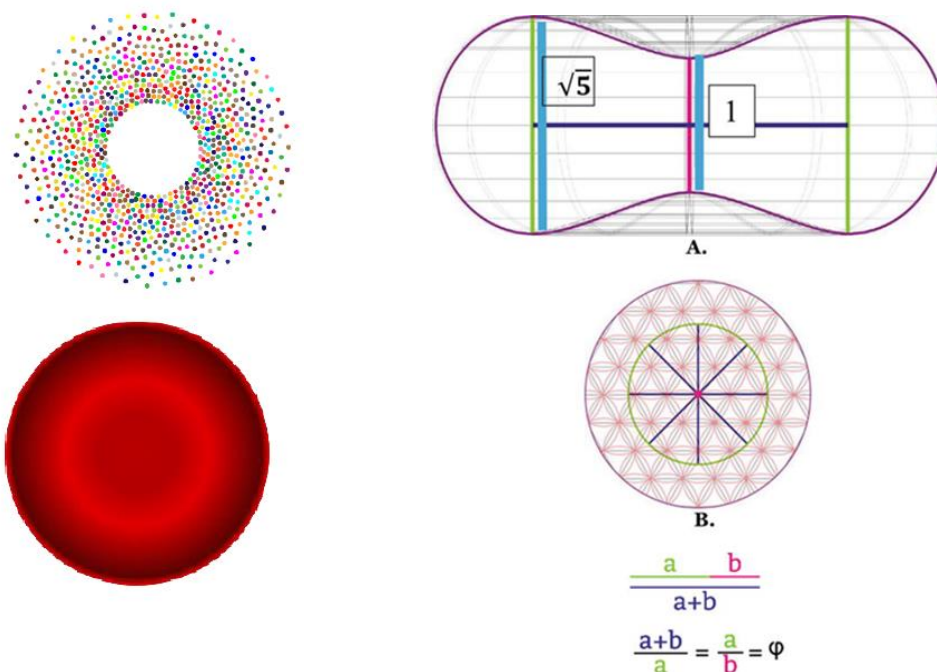 √5
1
A.
B.
a b
a+b
a+b/a = a/b = φ